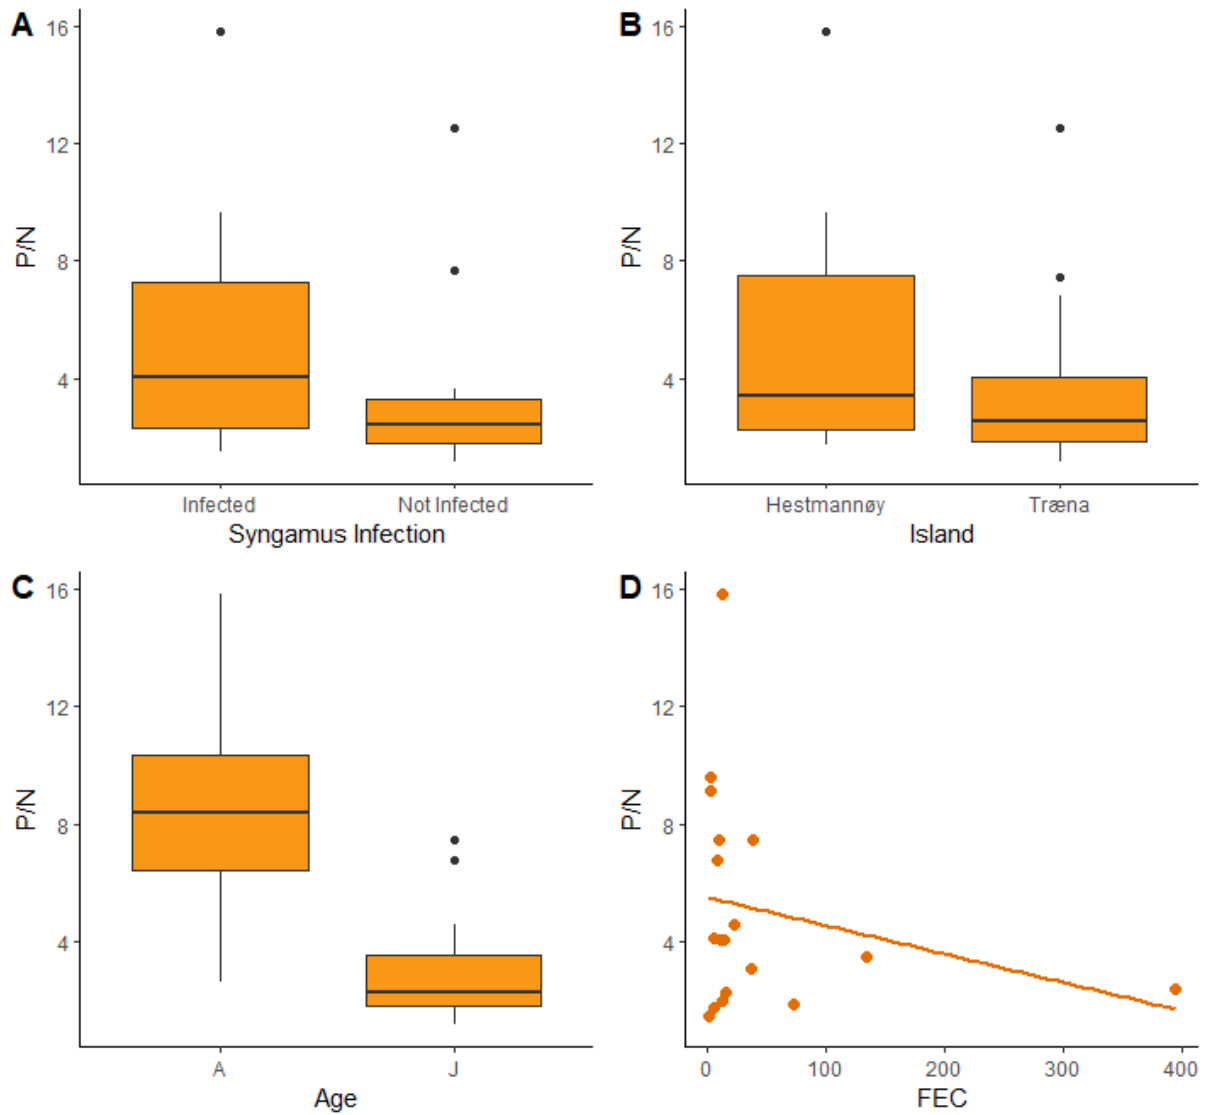 A
16
12
P/N
8
4
Infected
Not Infected
Syngamus Infection
B
16
12
P/N
8
4
Hestmannøy
Træna
Island
C
16
12
P/N
8
4
A
J
Age
D
16
12
P/N
8
4
0
100
200
300
400
FEC